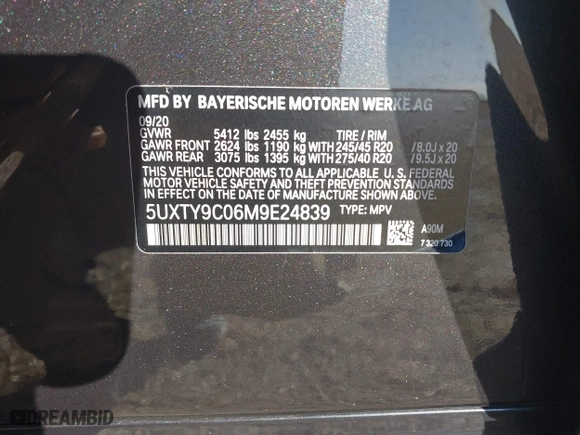 MFD BY BAYERISCHE MOTOREN WERKE AG
09/20
GVWR 5412 lbs 2455 kg TIRE / RIM
GAWR FRONT 2624 lbs 1190 kg WITH 245/45 R20 / 8.0J x 20
GAWR REAR 3075 lbs 1395 kg WITH 275/40 R20 / 9.5J x 20
THIS VEHICLE CONFORMS TO ALL APPLICABLE U. S. FEDERAL
MOTOR VEHICLE SAFETY AND THEFT PREVENTION STANDARDS
IN EFFECT ON THE DATE OF MANUFACTURE SHOWN ABOVE.
5UXTY9C06M9E24839 TYPE: MPV
A90M
7320730
DREAMBID